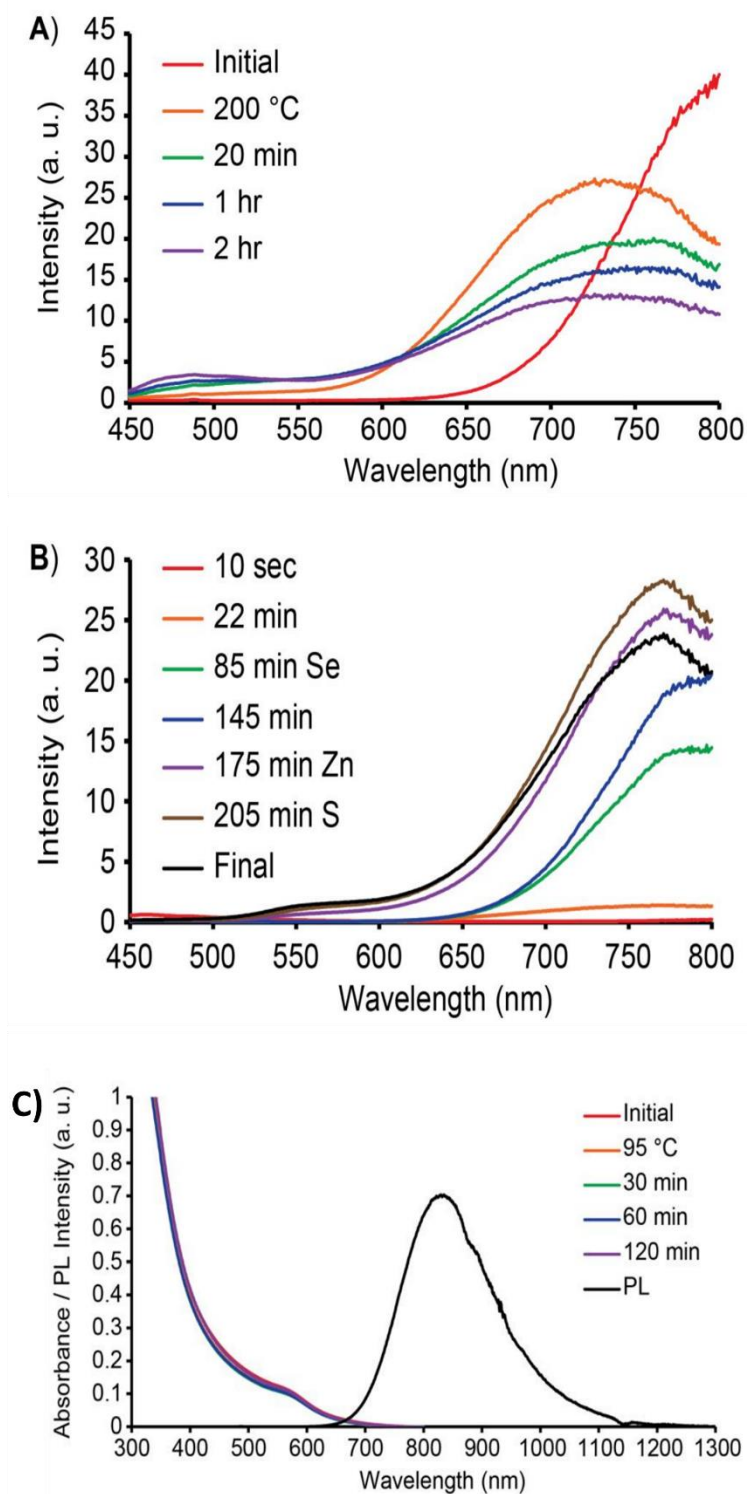 A)
Intensity (a. u.)
45
40
35
30
25
20
15
10
5
0
Initial
200 °C
20 min
1 hr
2 hr
450 500 550 600 650 700 750 800
Wavelength (nm)
B)
Intensity (a. u.)
30
25
20
15
10
5
0
10 sec
22 min
85 min Se
145 min
175 min Zn
205 min S
Final
450 500 550 600 650 700 750 800
Wavelength (nm)
C)
Absorbance / PL Intensity (a. u.)
1
0.9
0.8
0.7
0.6
0.5
0.4
0.3
0.2
0.1
0
Initial
95 °C
30 min
60 min
120 min
PL
300 400 500 600 700 800 900 1000 1100 1200 1300
Wavelength (nm)